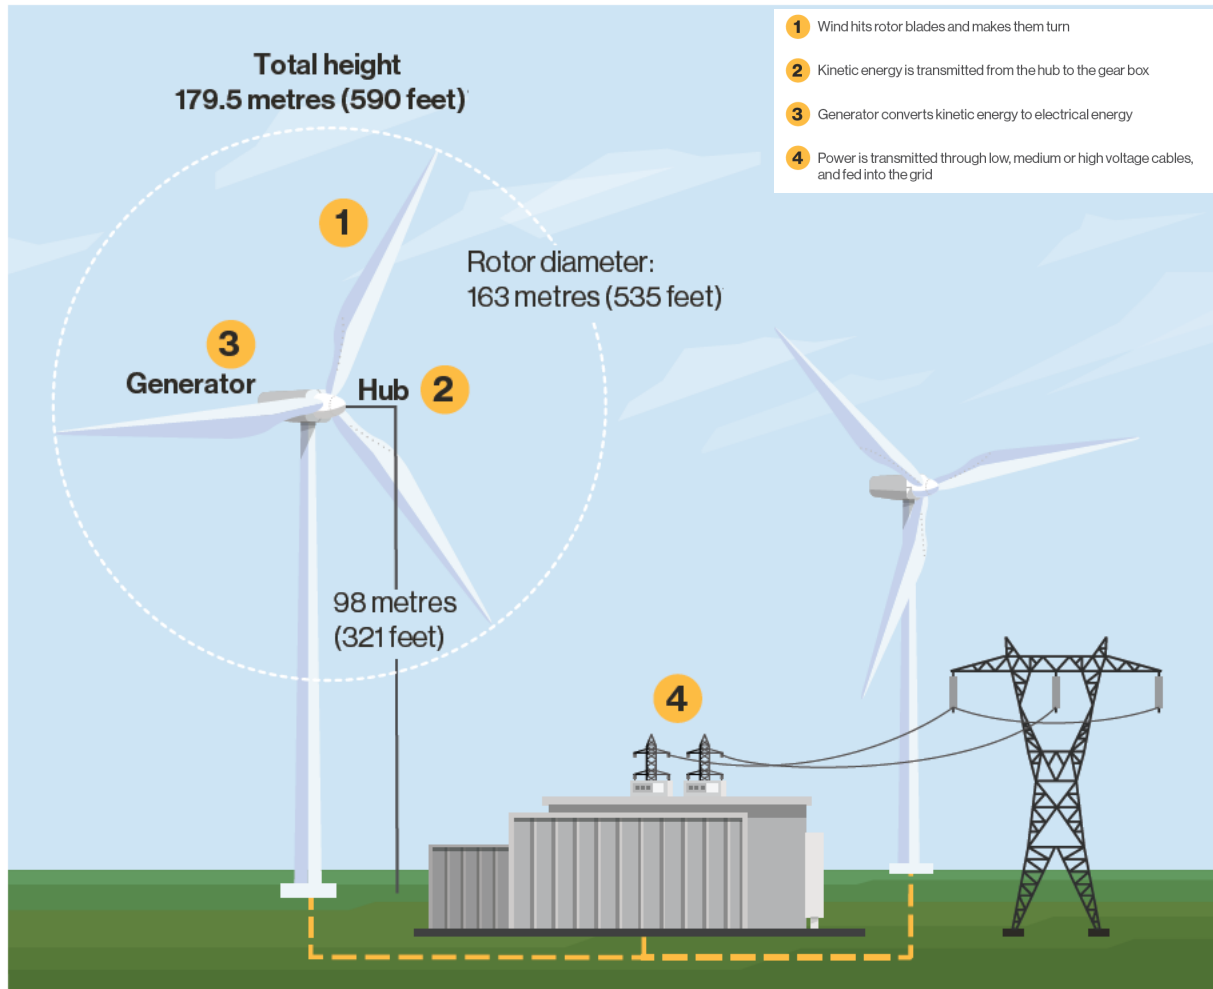 1 Wind hits rotor blades and makes them turn
2 Kinetic energy is transmitted from the hub to the gear box
3 Generator converts kinetic energy to electrical energy
4 Power is transmitted through low, medium or high voltage cables,
and fed into the grid
Total height
179.5 metres (590 feet)
1
Rotor diameter:
163 metres (535 feet)
3
Generator
Hub 2
98 metres
(321 feet)
4